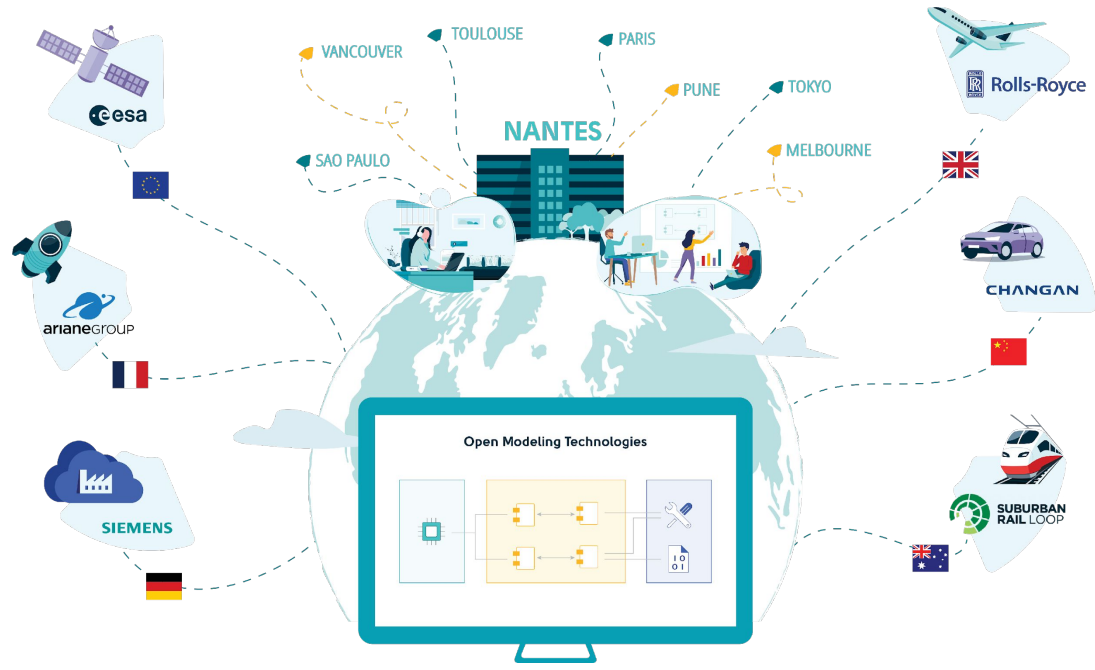 TOULOUSE
PARIS
VANCOUVER
esa
PUNE
TOKYO
Rolls-Royce
NANTES
SAO PAULO
MELBOURNE
CHANGAN
arianeGROUP
Open Modeling Technologies
SIEMENS
SUBURBAN
RAIL LOOP
I O
O I